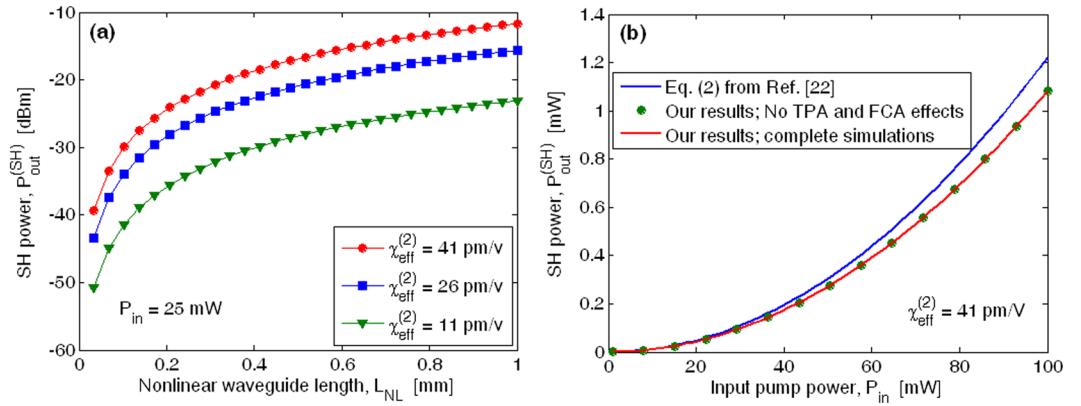 (a)
-10
-20
-30
-40
-50
-60
SH power, P_out^(SH) [dBm]
χ_eff^(2) = 41 pm/v
χ_eff^(2) = 26 pm/v
χ_eff^(2) = 11 pm/v
P_in = 25 mW
0 0.2 0.4 0.6 0.8 1
Nonlinear waveguide length, L_NL [mm]
(b)
1.4
1.2
1
0.8
0.6
0.4
0.2
0
SH power, P_out^(SH) [mW]
Eq. (2) from Ref. [22]
Our results; No TPA and FCA effects
Our results; complete simulations
χ_eff^(2) = 41 pm/V
0 20 40 60 80 100
Input pump power, P_in [mW]